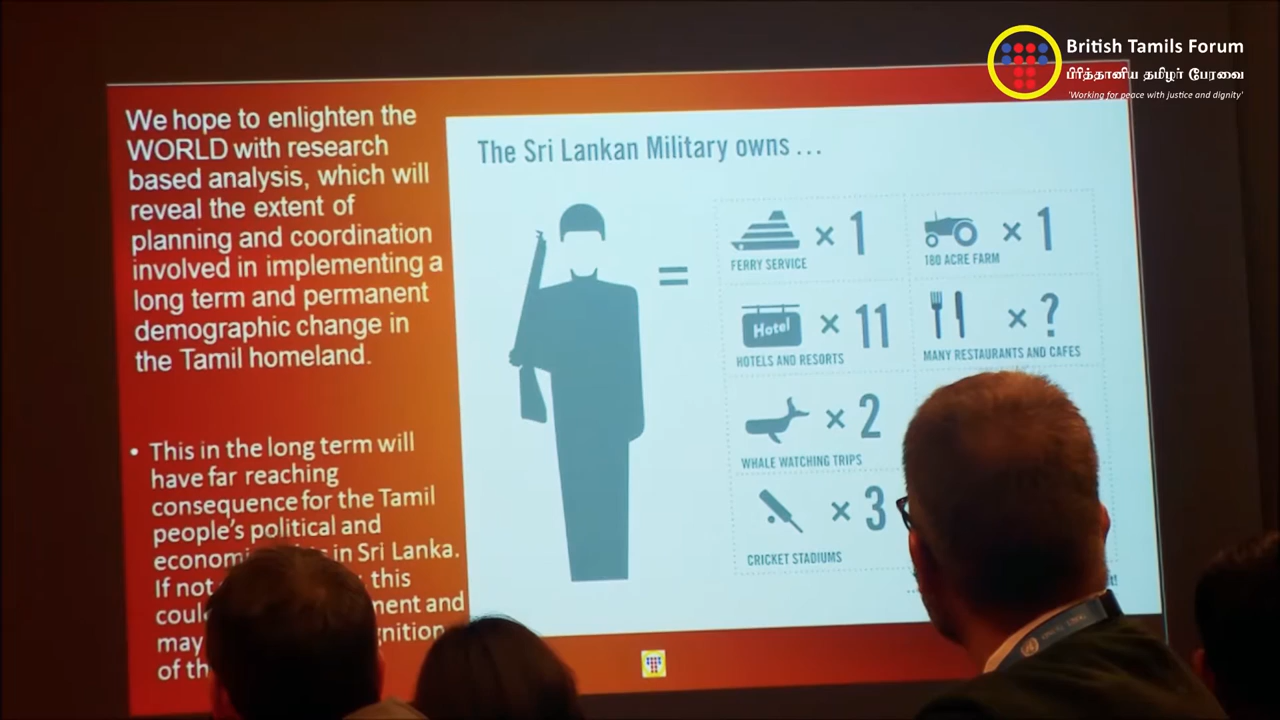 British Tamils Forum
பிரித்தானிய தமிழர் பேரவை
'Working for peace with justice and dignity'
We hope to enlighten the
WORLD with research
based analysis, which will
reveal the extent of
planning and coordination
involved in implementing a
long term and permanent
demographic change in
the Tamil homeland.
• This in the long term will
have far reaching
consequence for the Tamil
people's political and
in Sri Lanka.
If not this
and
may
of
The Sri Lankan Military owns ...
= × 1
FERRY SERVICE
× 1
180 ACRE FARM
Hotel × 11
HOTELS AND RESORTS
× ?
MANY RESTAURANTS AND CAFES
× 2
WHALE WATCHING TRIPS
× 3
CRICKET STADIUMS